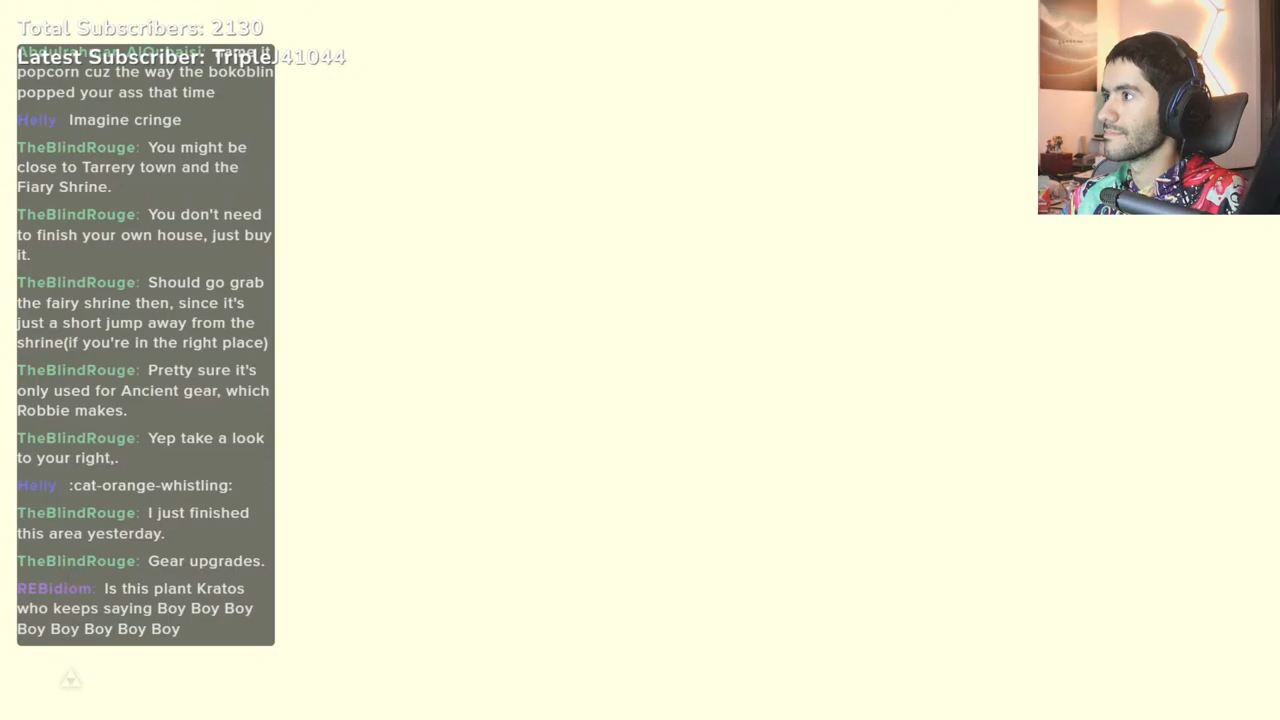 Total Subscribers: 2130
Latest Subscriber: TripleJ41044
popcorn cuz the way the bokoblin
popped your ass that time
Helly Imagine cringe
TheBlindRouge: You might be
close to Tarrery town and the
Fiary Shrine.
TheBlindRouge: You don't need
to finish your own house, just buy
it.
TheBlindRouge: Should go grab
the fairy shrine then, since it's
just a short jump away from the
shrine(if you're in the right place)
TheBlindRouge: Pretty sure it's
only used for Ancient gear, which
Robbie makes.
TheBlindRouge: Yep take a look
to your right,.
Helly :cat-orange-whistling:
TheBlindRouge: I just finished
this area yesterday.
TheBlindRouge: Gear upgrades.
REBidiom: Is this plant Kratos
who keeps saying Boy Boy Boy
Boy Boy Boy Boy Boy